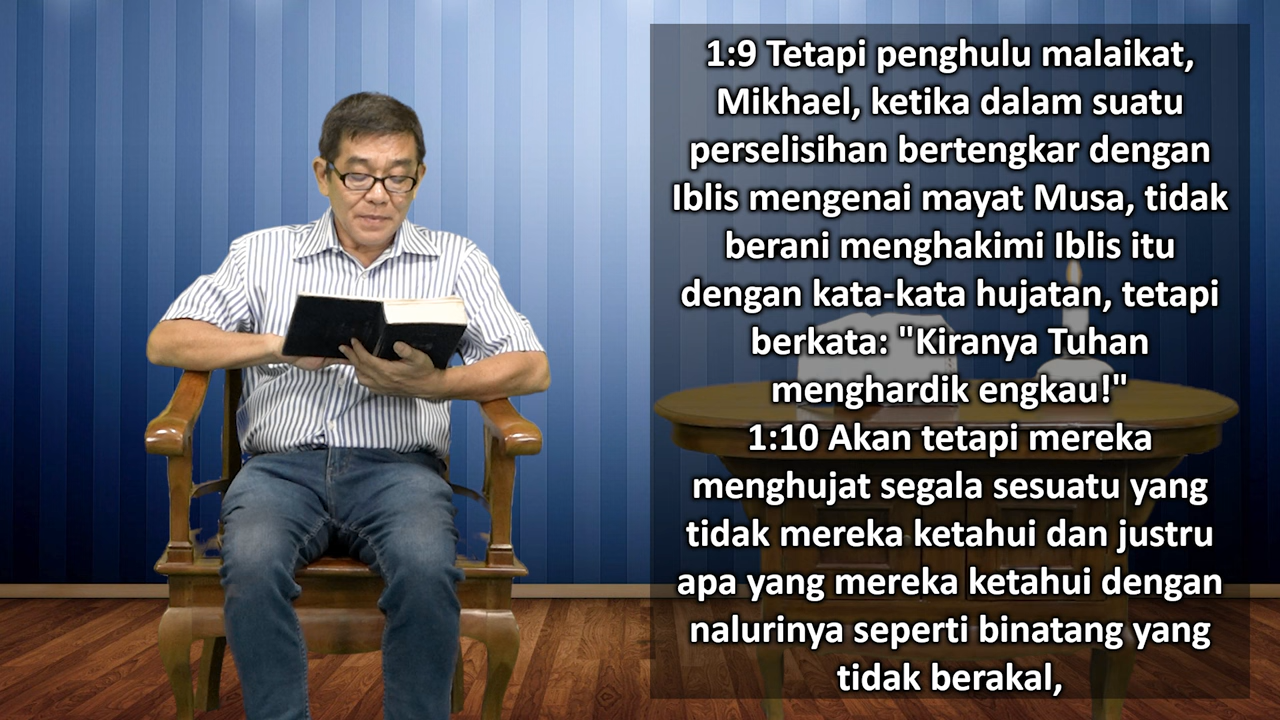 1:9 Tetapi penghulu malaikat,
Mikhael, ketika dalam suatu
perselisihan bertengkar dengan
Iblis mengenai mayat Musa, tidak
berani menghakimi Iblis itu
dengan kata-kata hujatan, tetapi
berkata: "Kiranya Tuhan
menghardik engkau!"
1:10 Akan tetapi mereka
menghujat segala sesuatu yang
tidak mereka ketahui dan justru
apa yang mereka ketahui dengan
nalurinya seperti binatang yang
tidak berakal,